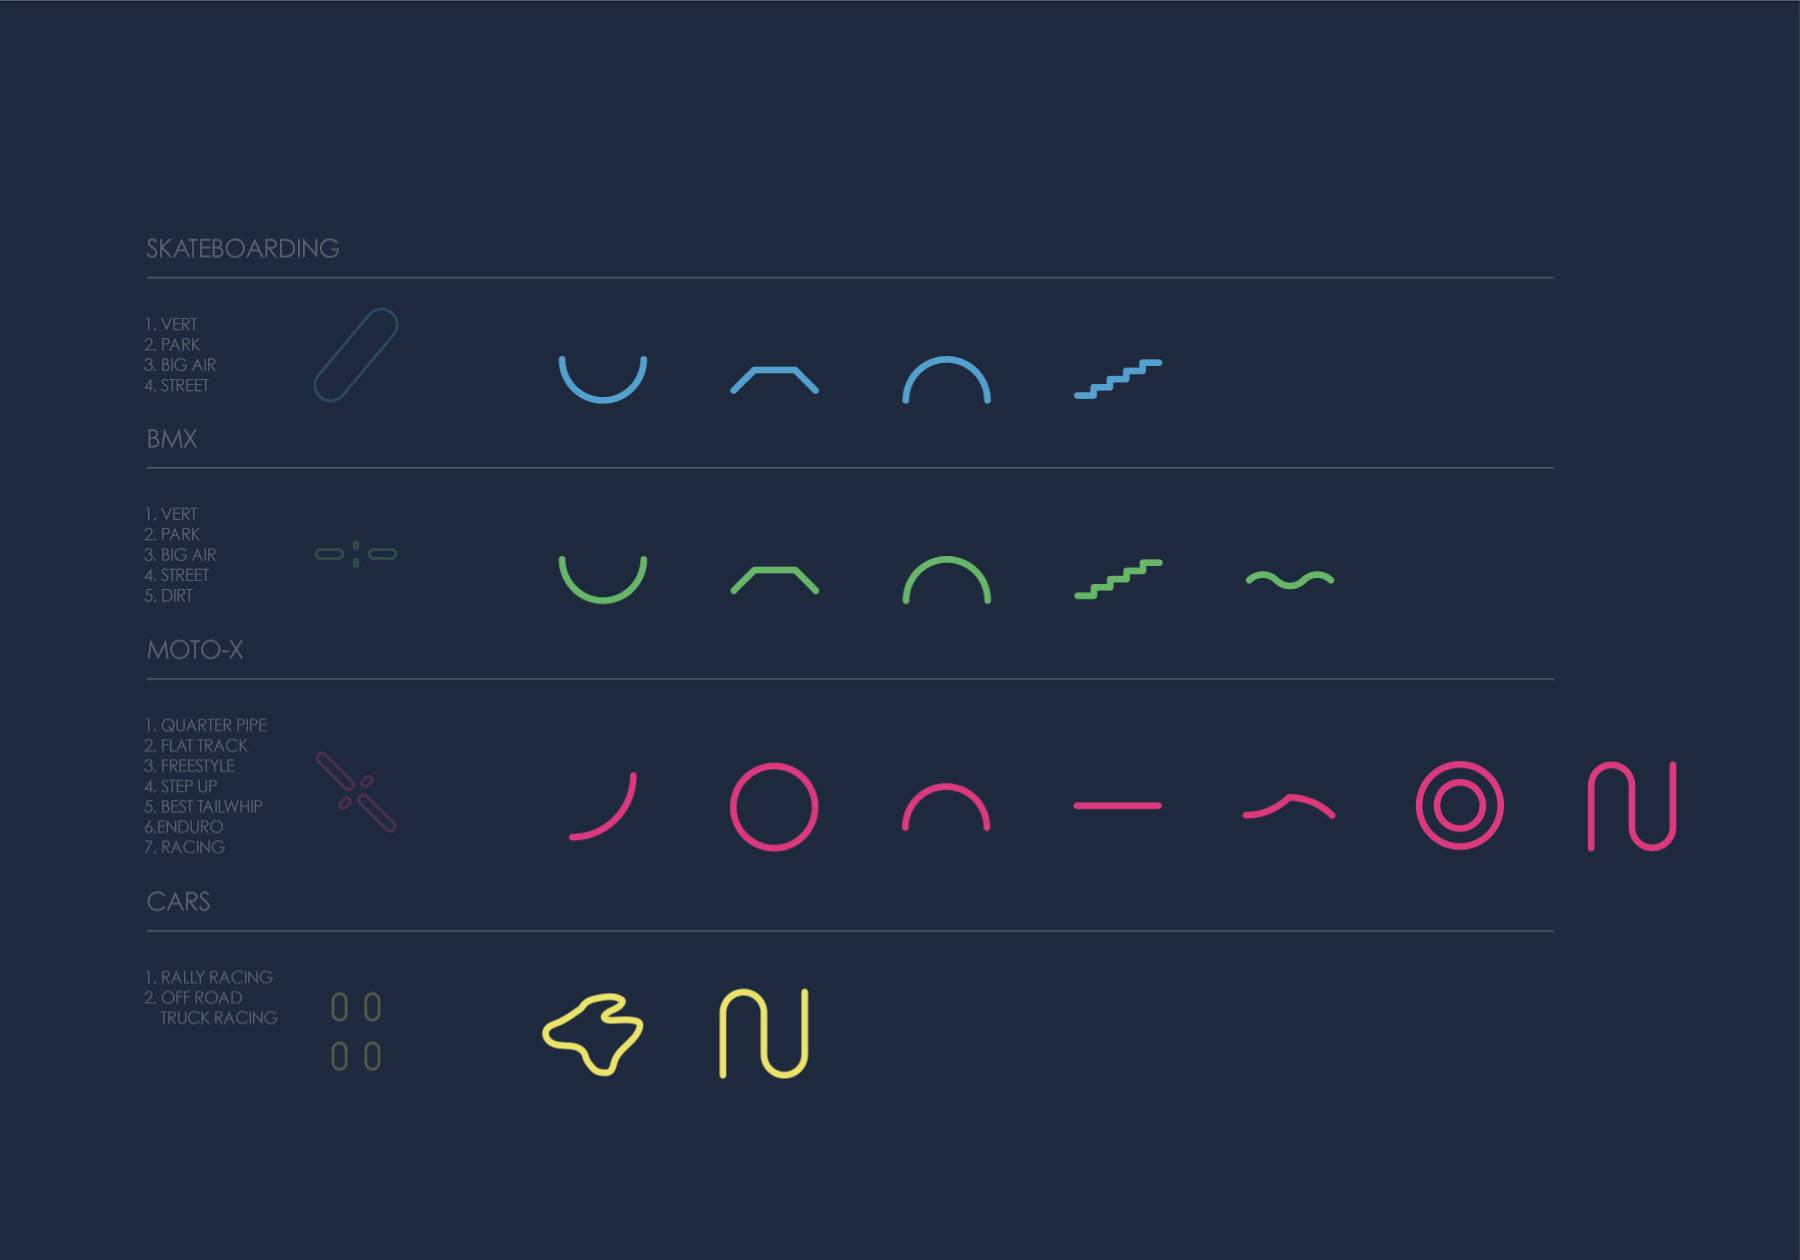 SKATEBOARDING
1. VERT
2. PARK
3. BIG AIR
4. STREET
BMX
1. VERT
2. PARK
3. BIG AIR
4. STREET
5. DIRT
MOTO-X
1. QUARTER PIPE
2. FLAT TRACK
3. FREESTYLE
4. STEP UP
5. BEST TAILWHIP
6.ENDURO
7. RACING
CARS
1. RALLY RACING
2. OFF ROAD
TRUCK RACING